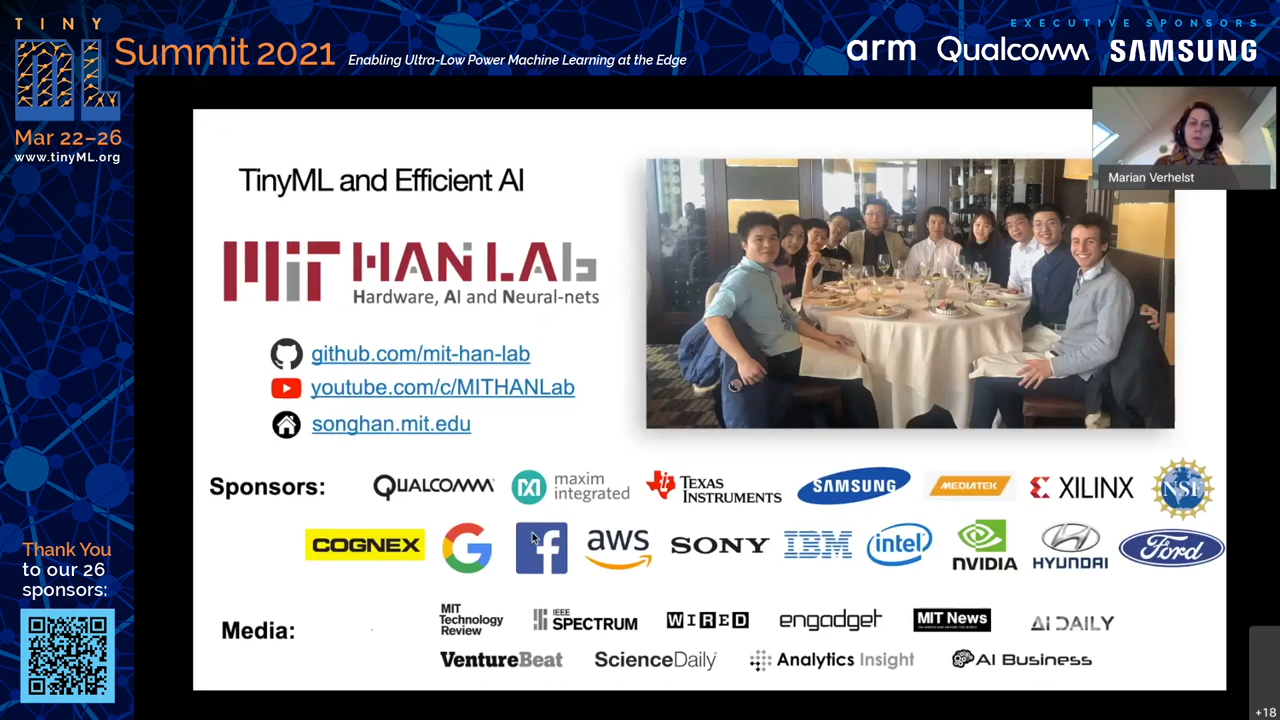 TINY
ML
Summit 2021
Enabling Ultra-Low Power Machine Learning at the Edge
Mar 22–26
www.tinyML.org
EXECUTIVE SPONSORS
arm Qualcomm SAMSUNG
Marian Verhelst
TinyML and Efficient AI
MIT HAN LAb
Hardware, AI and Neural-nets
github.com/mit-han-lab
youtube.com/c/MITHANLab
songhan.mit.edu
Sponsors: QUALCOMM maxim integrated TEXAS INSTRUMENTS SAMSUNG MEDIATEK XILINX NSF
COGNEX G f aws SONY IBM intel NVIDIA HYUNDAI Ford
Media: MIT Technology Review IEEE SPECTRUM WIRED engadget MIT News AI DAILY
VentureBeat ScienceDaily Analytics Insight AI Business
Thank You
to our 26
sponsors:
+18